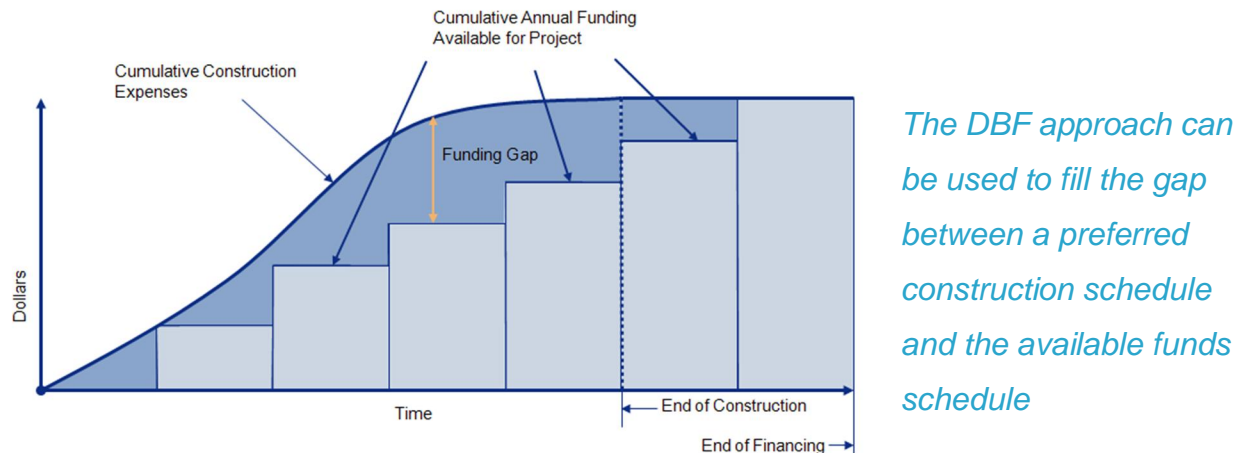 Cumulative Annual Funding
Available for Project
Cumulative Construction
Expenses
Funding Gap
Dollars
Time
End of Construction
End of Financing
The DBF approach can
be used to fill the gap
between a preferred
construction schedule
and the available funds
schedule